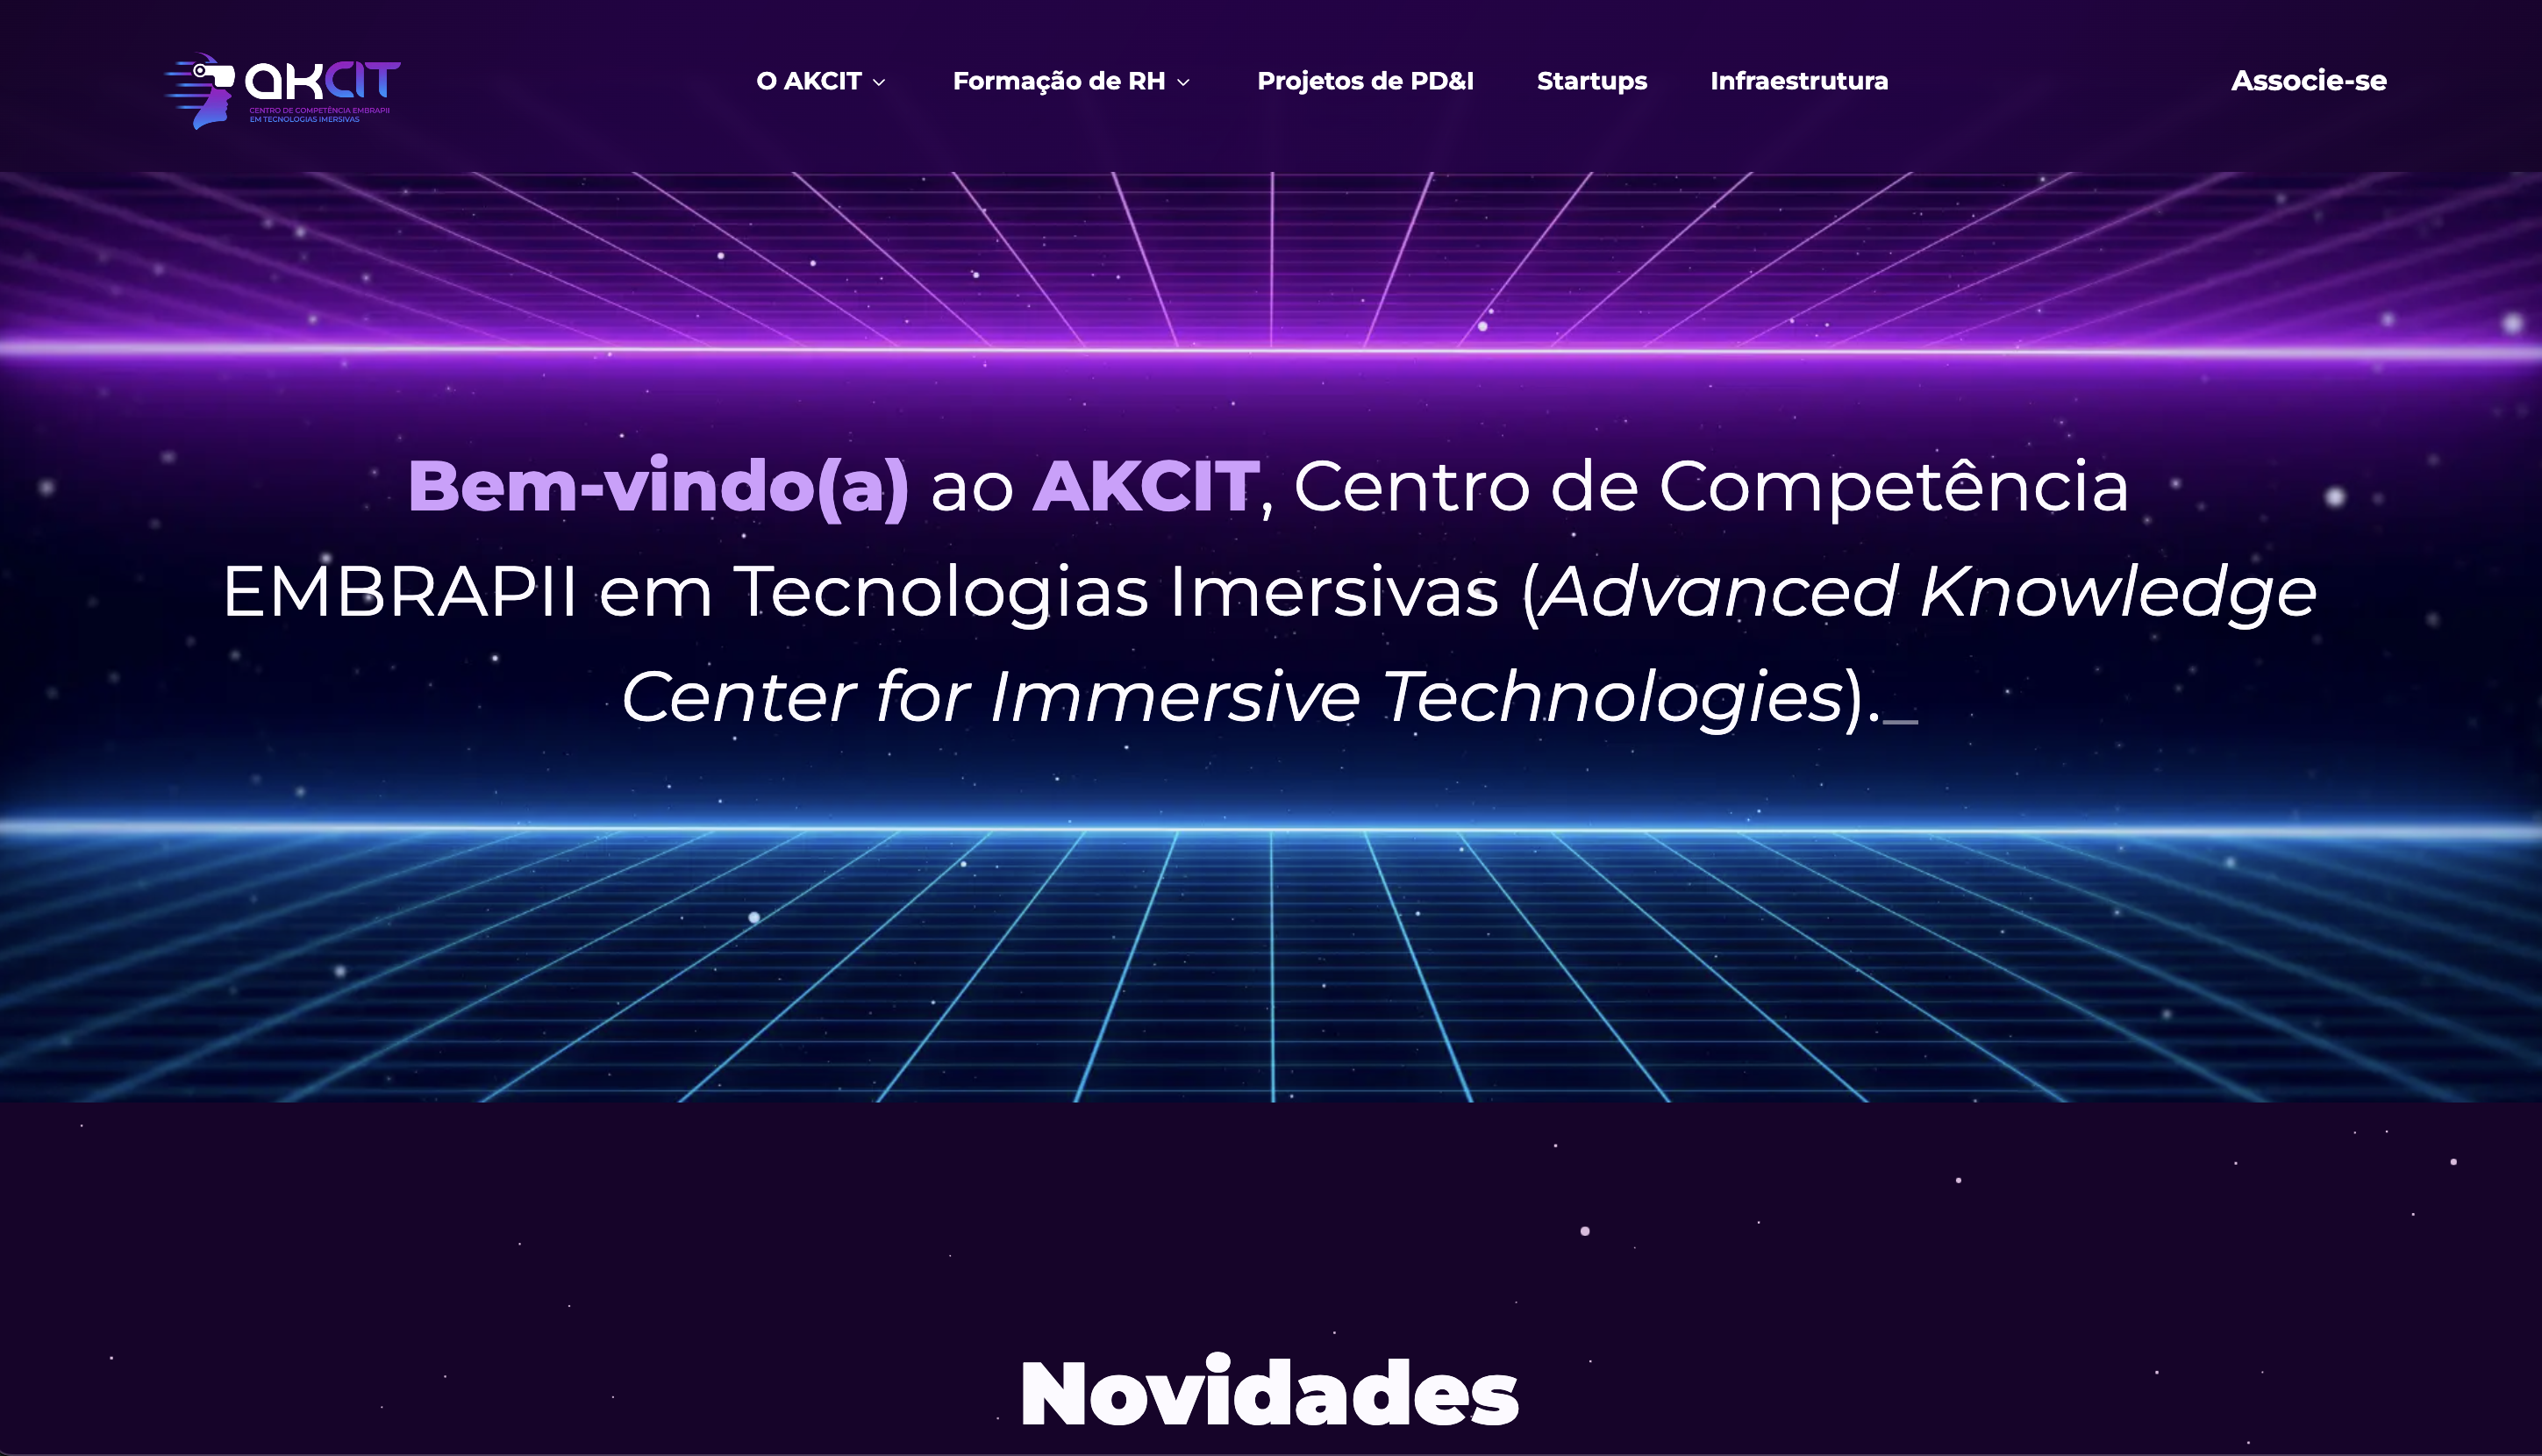 AKCIT
CENTRO DE COMPETÊNCIA EMBRAPII
EM TECNOLOGIAS IMERSIVAS
O AKCIT
Formação de RH
Projetos de PD&I
Startups
Infraestrutura
Associe-se
Bem-vindo(a) ao AKCIT, Centro de Competência
EMBRAPII em Tecnologias Imersivas (Advanced Knowledge
Center for Immersive Technologies)._
Novidades